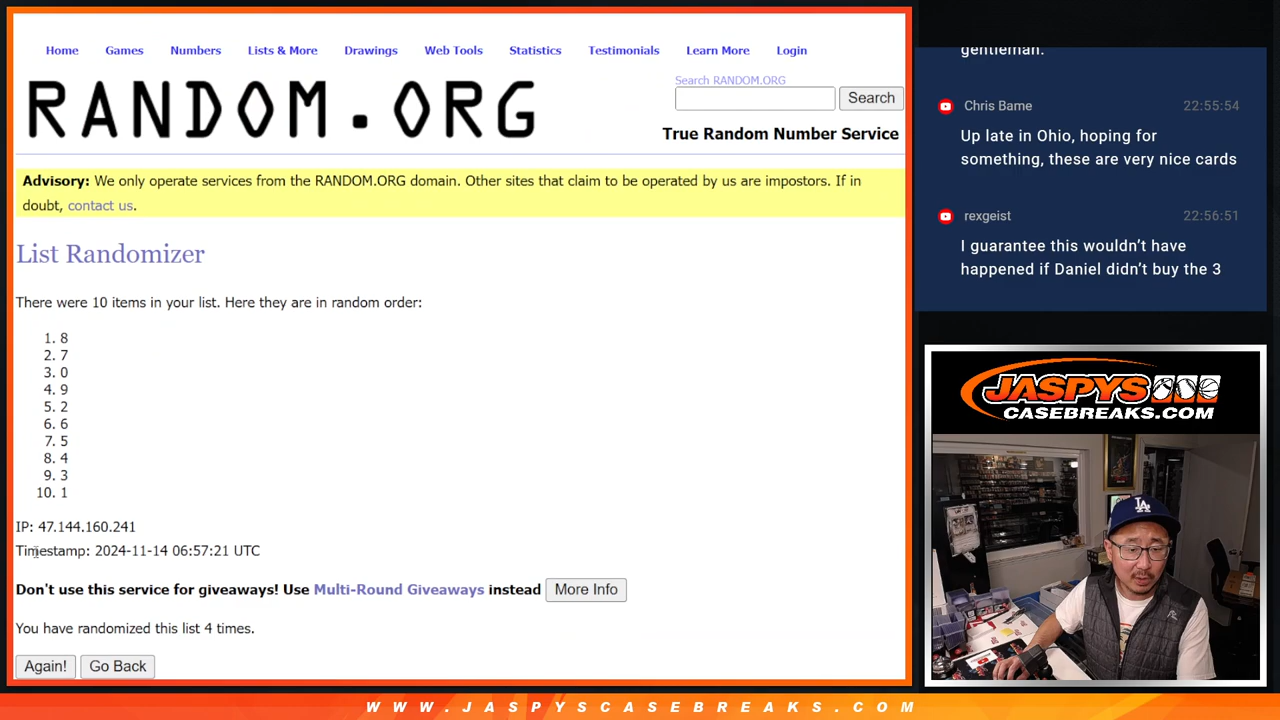 Home Games Numbers Lists & More Drawings Web Tools Statistics Testimonials Learn More Login
RANDOM.ORG
Search RANDOM.ORG
Search
True Random Number Service
Advisory: We only operate services from the RANDOM.ORG domain. Other sites that claim to be operated by us are impostors. If in
doubt, contact us.
List Randomizer
There were 10 items in your list. Here they are in random order:
1. 8
2. 7
3. 0
4. 9
5. 2
6. 6
7. 5
8. 4
9. 3
10. 1
IP: 47.144.160.241
Timestamp: 2024-11-14 06:57:21 UTC
Don't use this service for giveaways! Use Multi-Round Giveaways instead More Info
You have randomized this list 4 times.
Again! Go Back
gentleman.
Chris Bame 22:55:54
Up late in Ohio, hoping for
something, these are very nice cards
rexgeist 22:56:51
I guarantee this wouldn't have
happened if Daniel didn't buy the 3
JASPYS
CASEBREAKS.COM
LA
WWW.JASPYSCASEBREAKS.COM